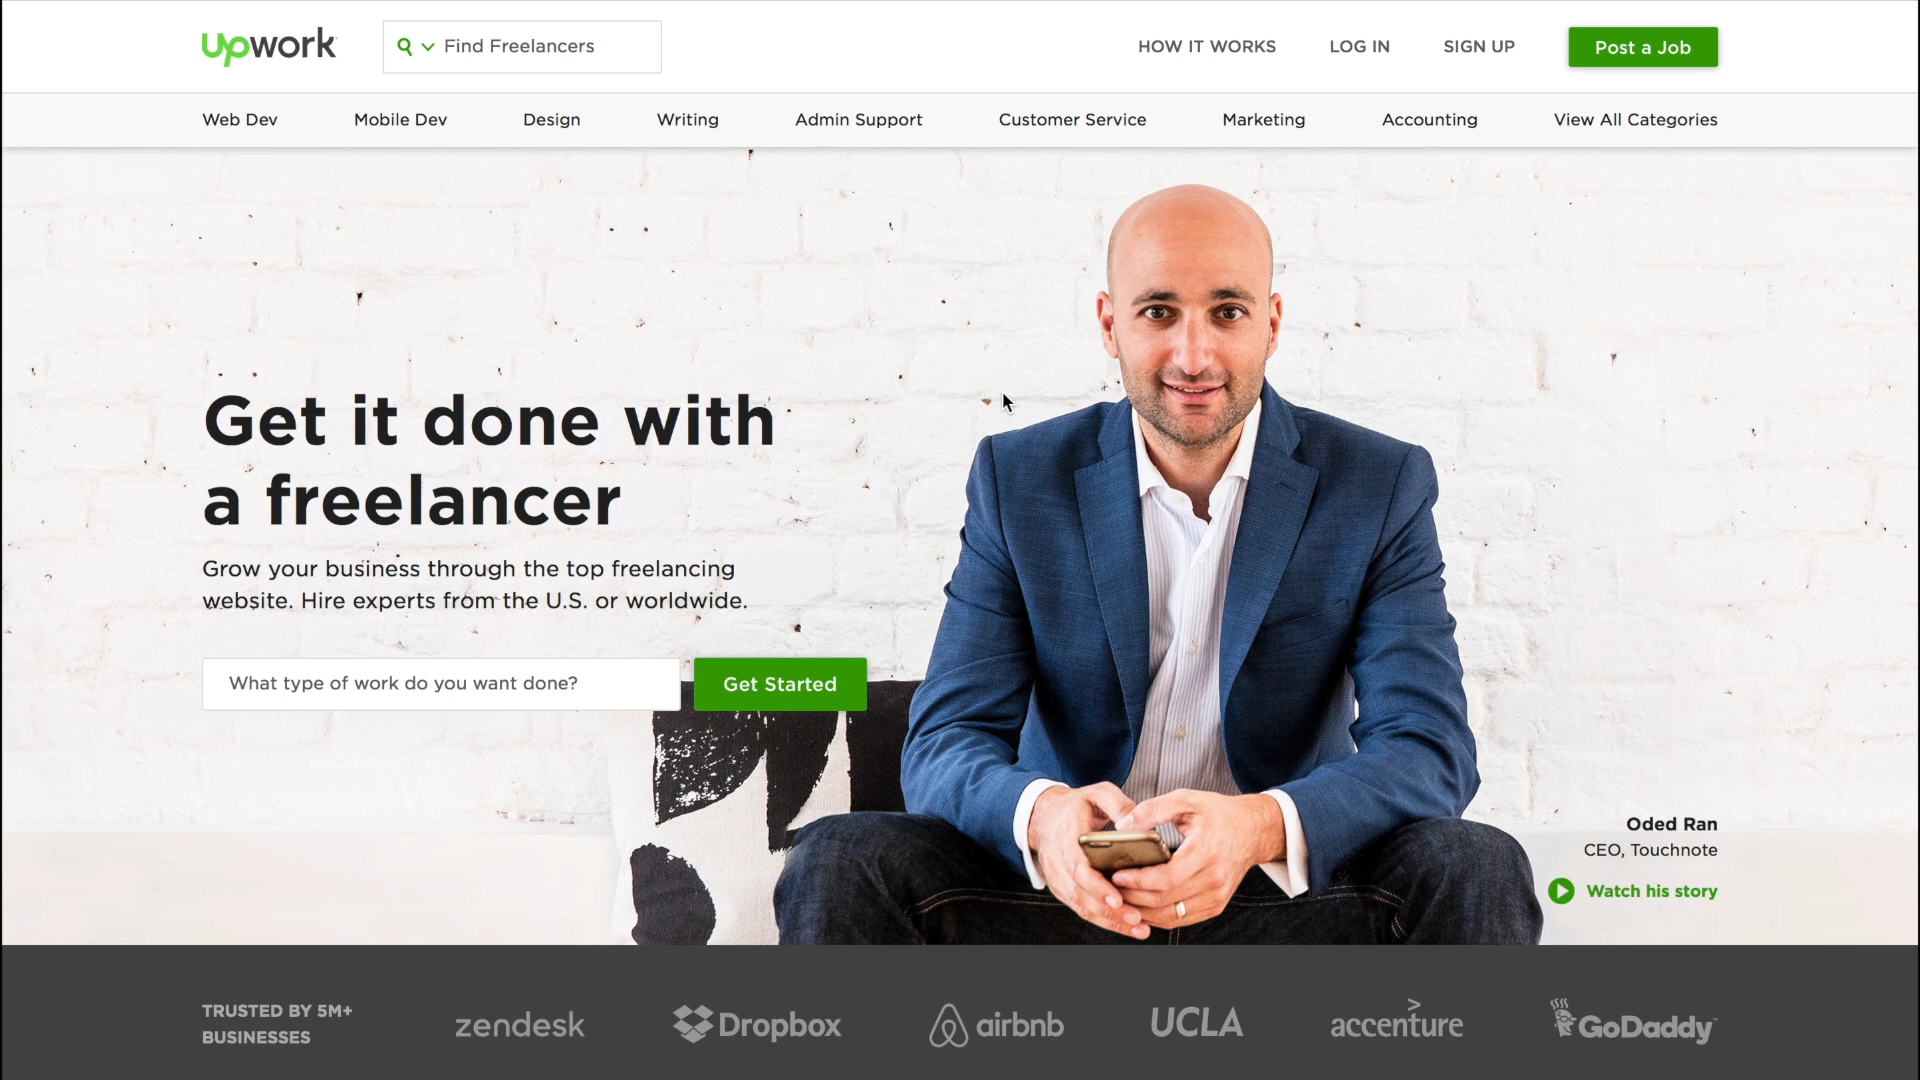 upwork
Find Freelancers
HOW IT WORKS
LOG IN
SIGN UP
Post a Job
Web Dev
Mobile Dev
Design
Writing
Admin Support
Customer Service
Marketing
Accounting
View All Categories
Get it done with
a freelancer
Grow your business through the top freelancing
website. Hire experts from the U.S. or worldwide.
What type of work do you want done?
Get Started
Oded Ran
CEO, Touchnote
Watch his story
TRUSTED BY 5M+
BUSINESSES
zendesk
Dropbox
airbnb
UCLA
accenture
GoDaddy™